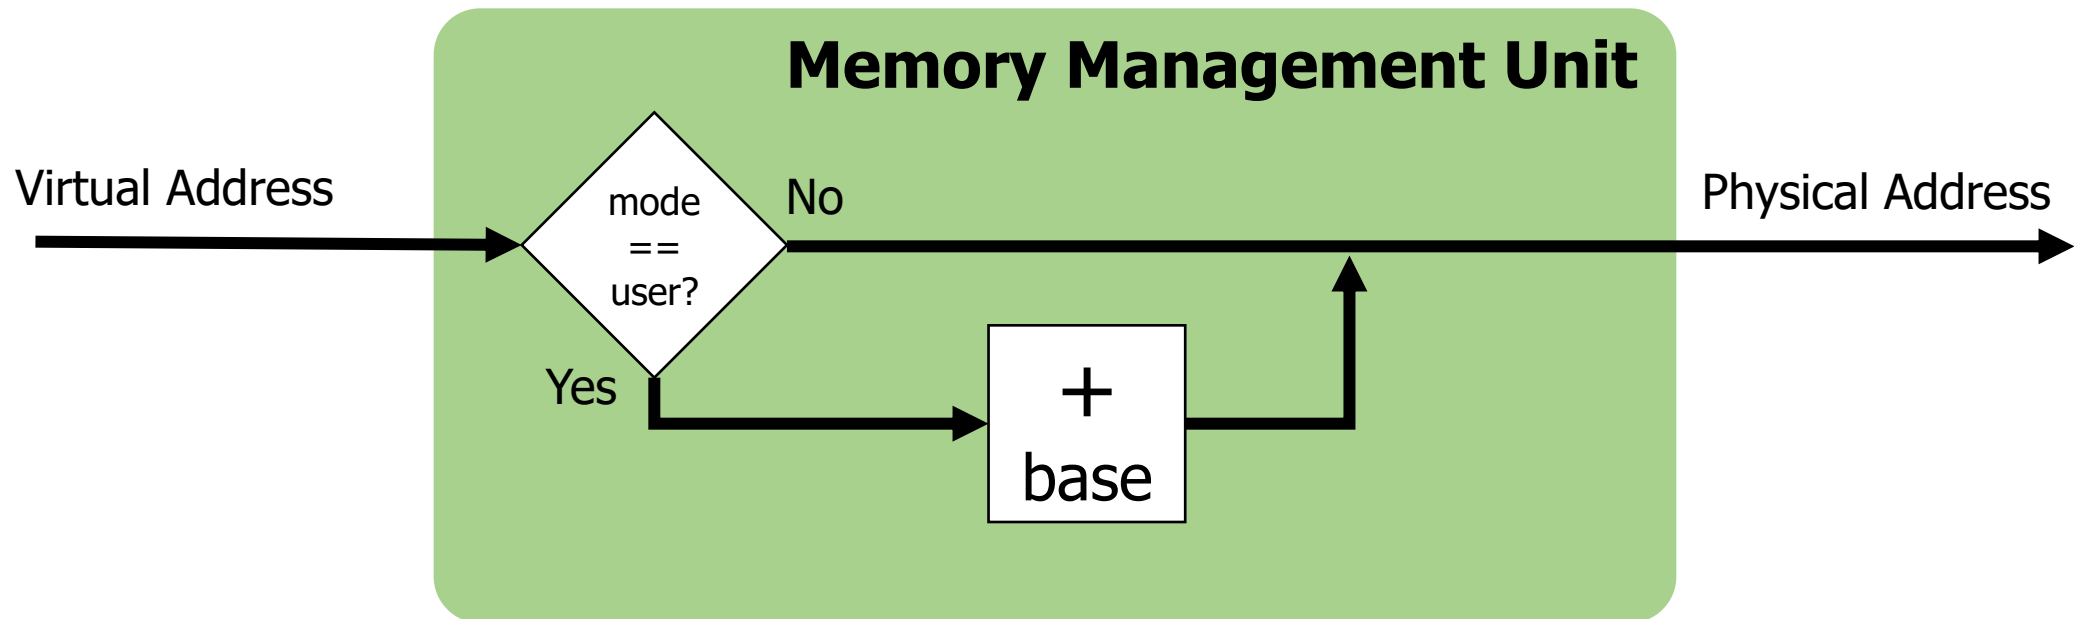 Memory Management Unit
Virtual Address
mode
==
user?
No
Physical Address
Yes
+
base